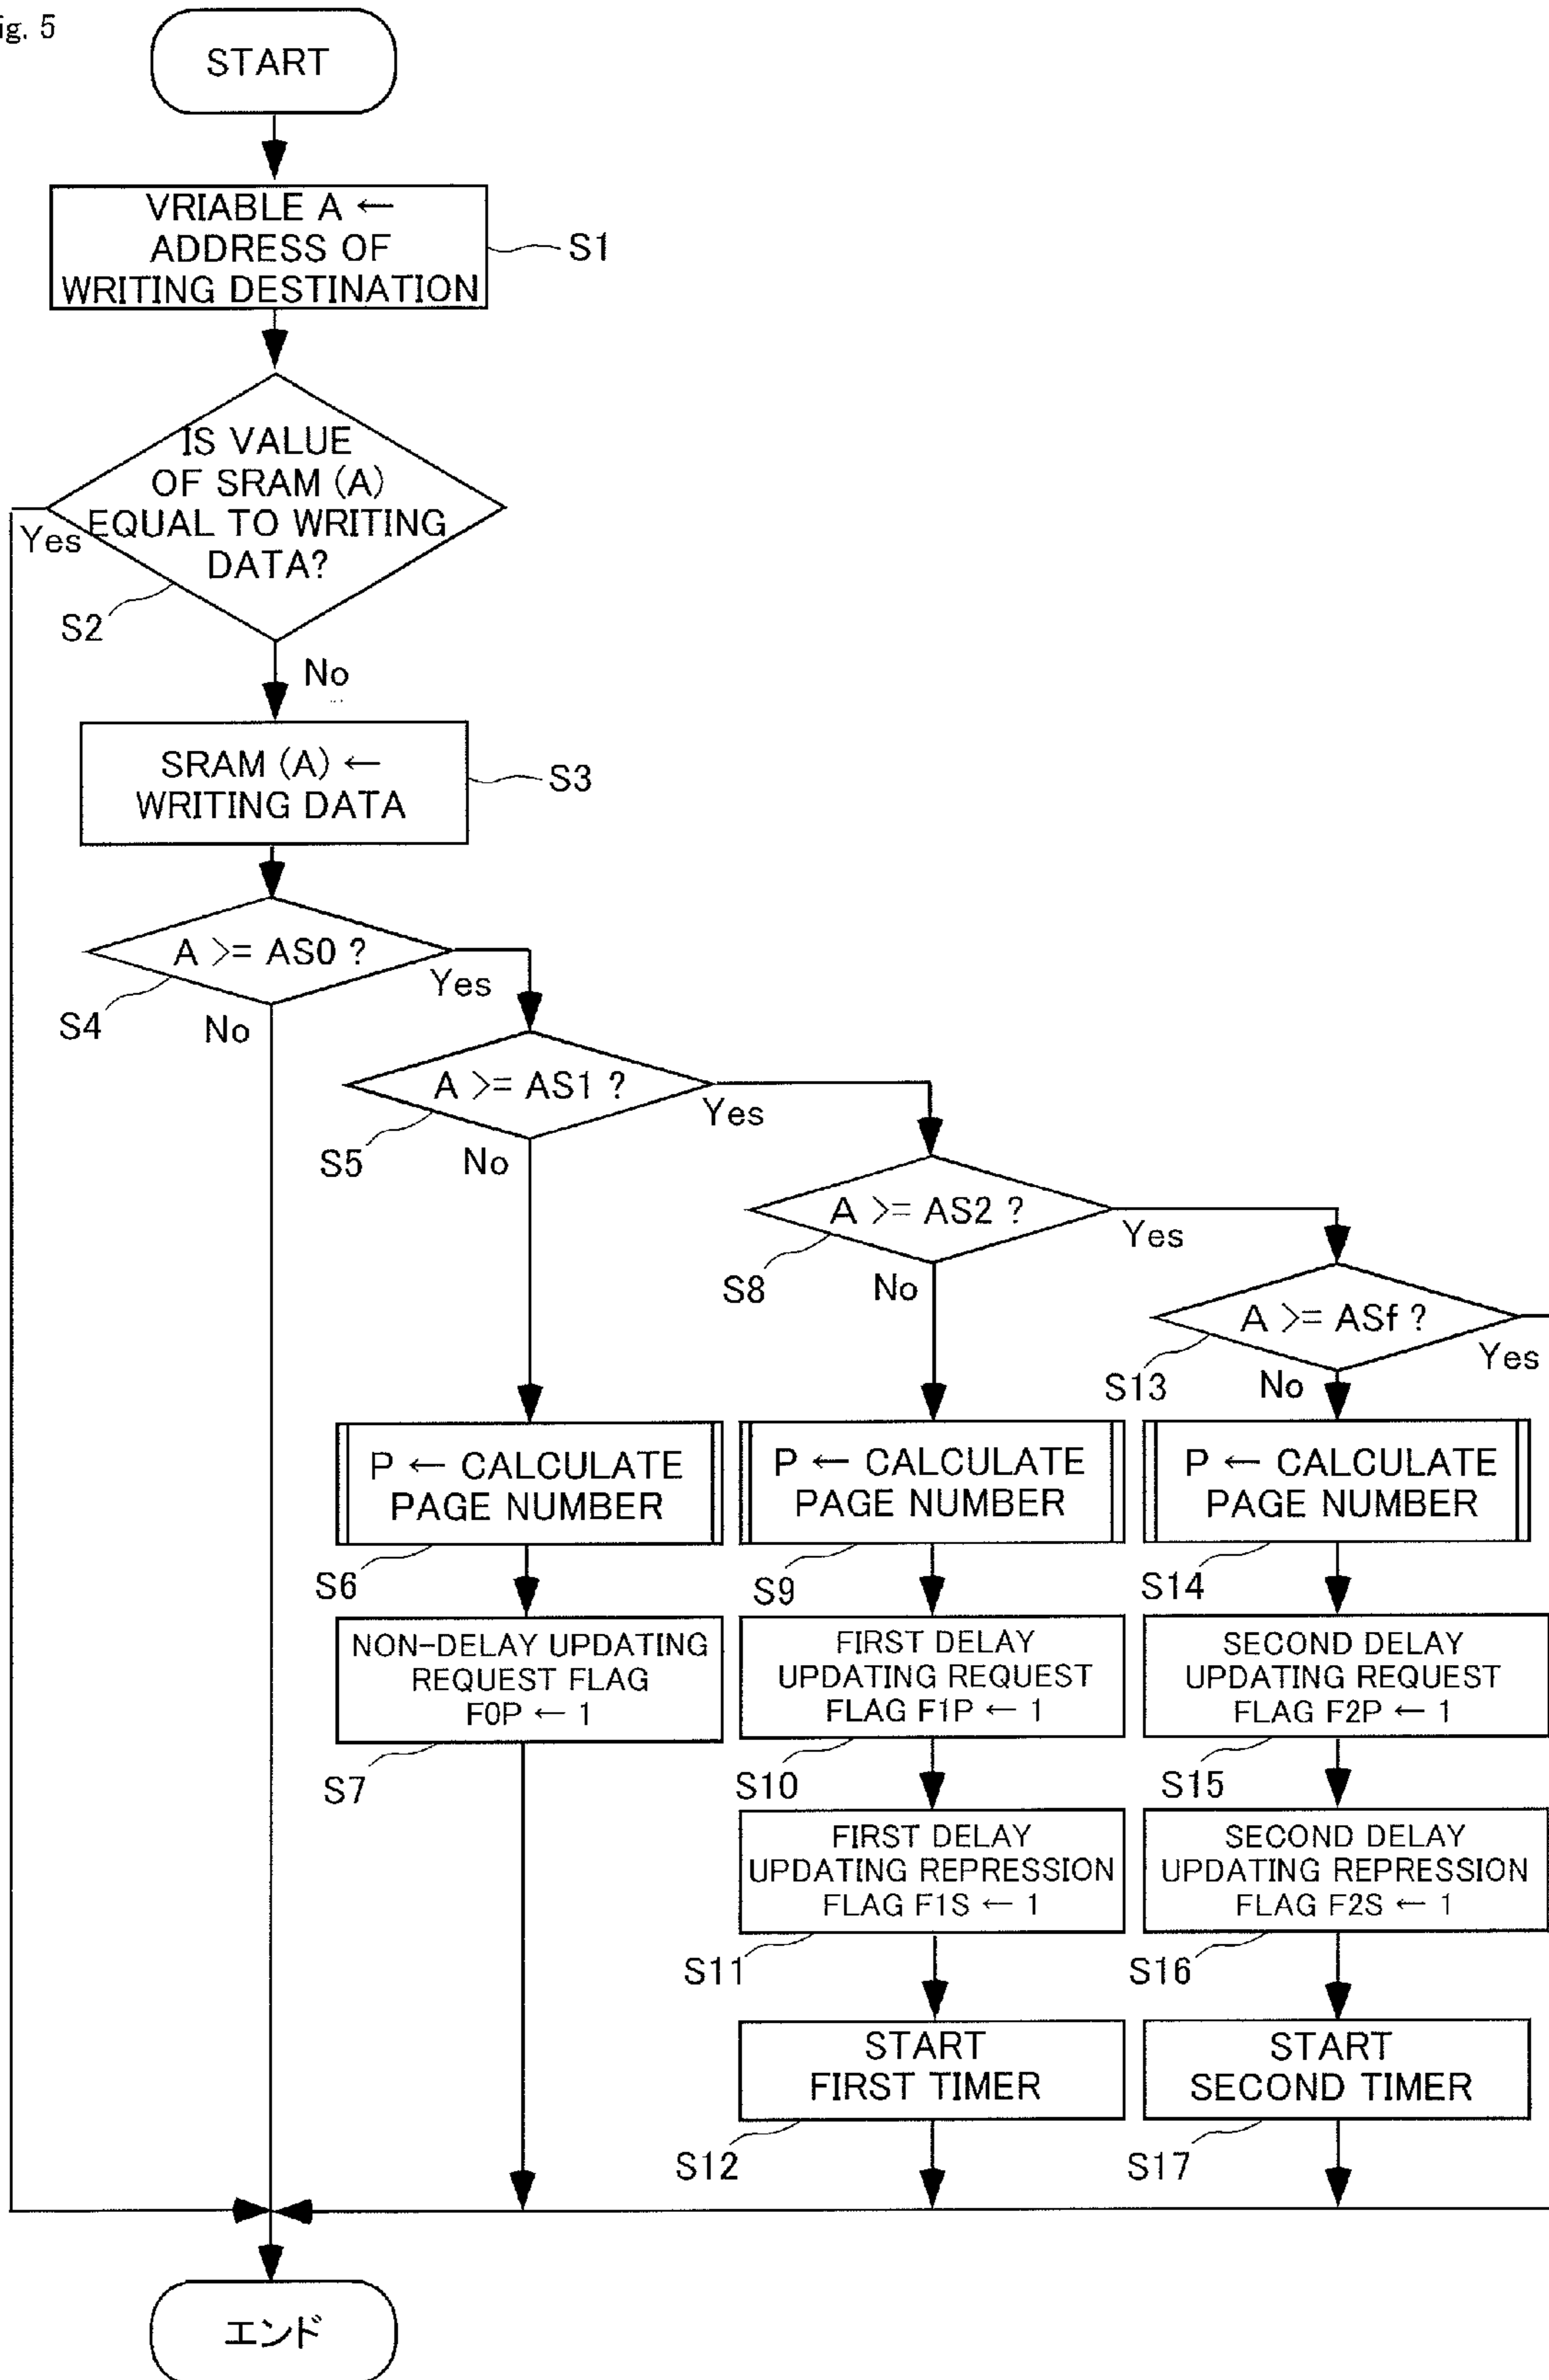 ig. 5
START
VRIABLE A ←
ADDRESS OF
WRITING DESTINATION
S1
IS VALUE
OF SRAM (A)
EQUAL TO WRITING
DATA?
Yes
S2
No
SRAM (A) ←
WRITING DATA
S3
A >= AS0 ?
Yes
S4
No
A >= AS1 ?
Yes
S5
No
A >= AS2 ?
Yes
S8
No
A >= ASf ?
Yes
S13
No
P ← CALCULATE
PAGE NUMBER
S6
P ← CALCULATE
PAGE NUMBER
S9
P ← CALCULATE
PAGE NUMBER
S14
NON-DELAY UPDATING
REQUEST FLAG
F0P ← 1
S7
FIRST DELAY
UPDATING REQUEST
FLAG F1P ← 1
S10
SECOND DELAY
UPDATING REQUEST
FLAG F2P ← 1
S15
FIRST DELAY
UPDATING REPRESSION
FLAG F1S ← 1
S11
SECOND DELAY
UPDATING REPRESSION
FLAG F2S ← 1
S16
START
FIRST TIMER
S12
START
SECOND TIMER
S17
エンド